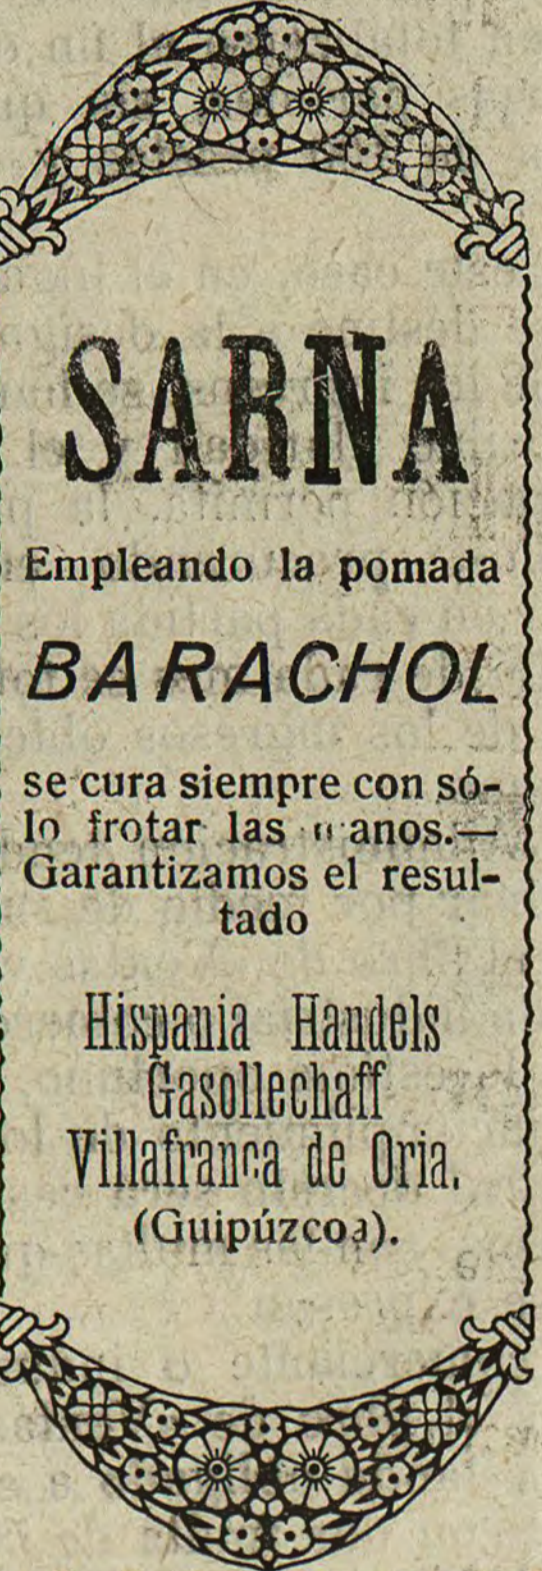 SARNA
Empleando la pomada
BARACHOL
se cura siempre con só-
lo frotar las manos.—
Garantizamos el resul-
tado
Hispania Handels
Gasollechaff
Villafranca de Oria.
(Guipúzcoa).